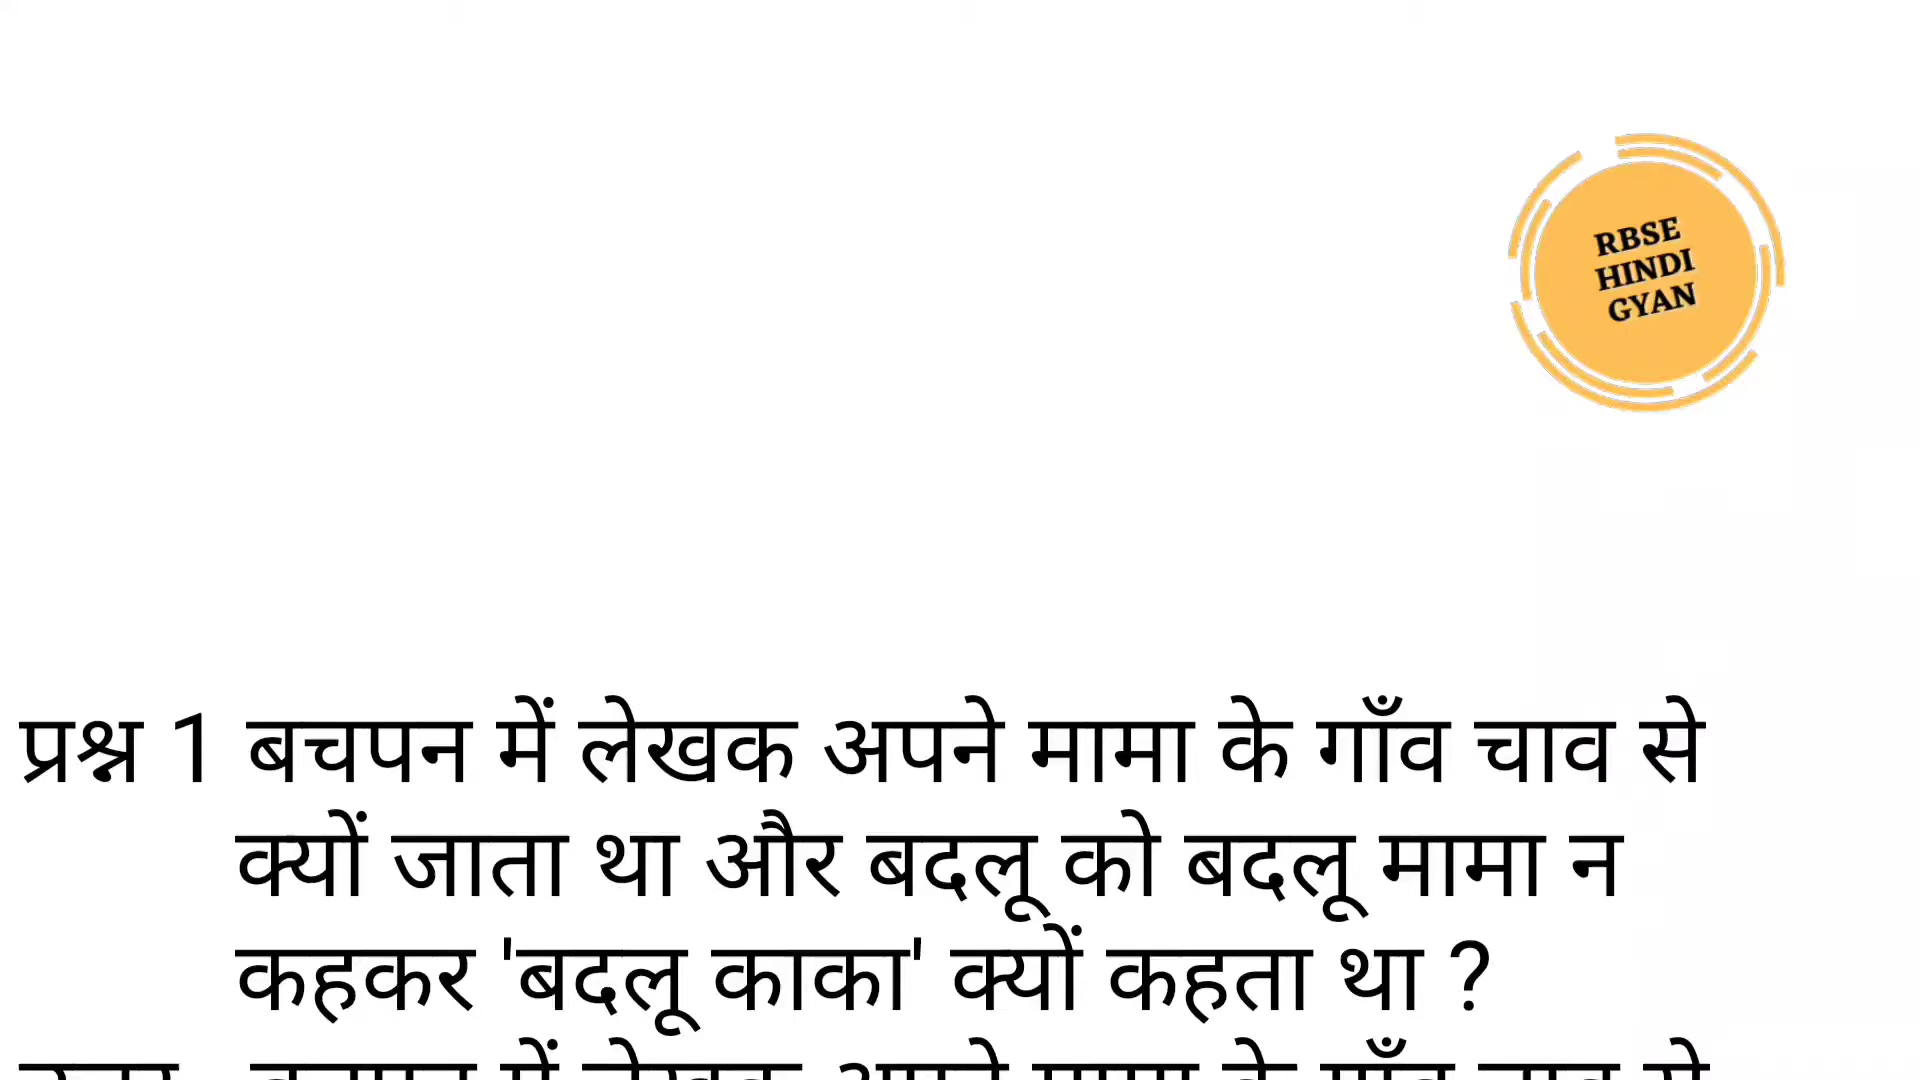 RBSE
HINDI
GYAN
प्रश्न 1 बचपन में लेखक अपने मामा के गाँव चाव से
क्यों जाता था और बदलू को बदलू मामा न
कहकर 'बदलू काका' क्यों कहता था ?